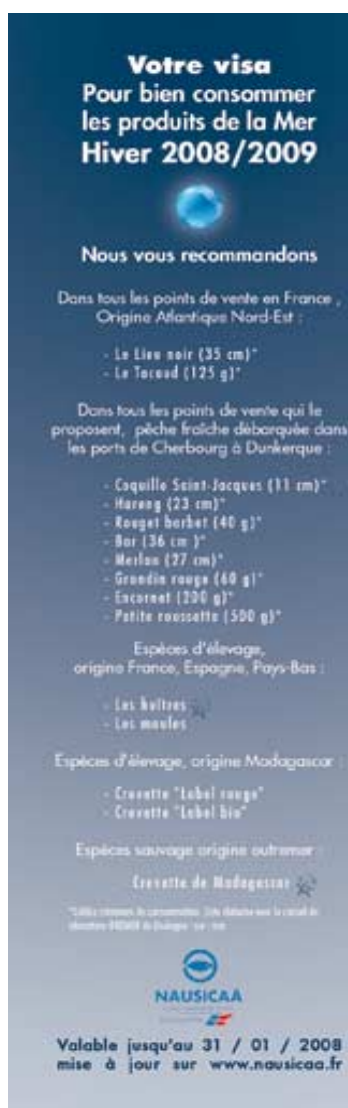 Votre visa
Pour bien consommer
les produits de la Mer
Hiver 2008/2009
Nous vous recommandons
Dans tous les points de vente en France ,
Origine Atlantique Nord-Est :
- Le Lieu noir (35 cm)*
- Le Tacaud (125 g)*
Dans tous les points de vente qui le
proposent, pêche fraîche débarquée dans
les ports de Cherbourg à Dunkerque :
- Coquille Saint-Jacques (11 cm)*
- Hareng (23 cm)*
- Rouget barbet (40 g)*
- Bar (36 cm )*
- Merlan (27 cm)*
- Grondin rouge (60 g)*
- Encornet (200 g)*
- Petite roussette (500 g)*
Espèces d'élevage,
origine France, Espagne, Pays-Bas :
- Les huîtres
- Les moules
Espèces d'élevage, origine Madagascar :
- Crevette "Label rouge"
- Crevette "Label bio"
Espèces sauvage origine outremer :
Crevette de Madagascar
NAUSICAA
Valable jusqu'au 31 / 01 / 2008
mise à jour sur www.nausicaa.fr